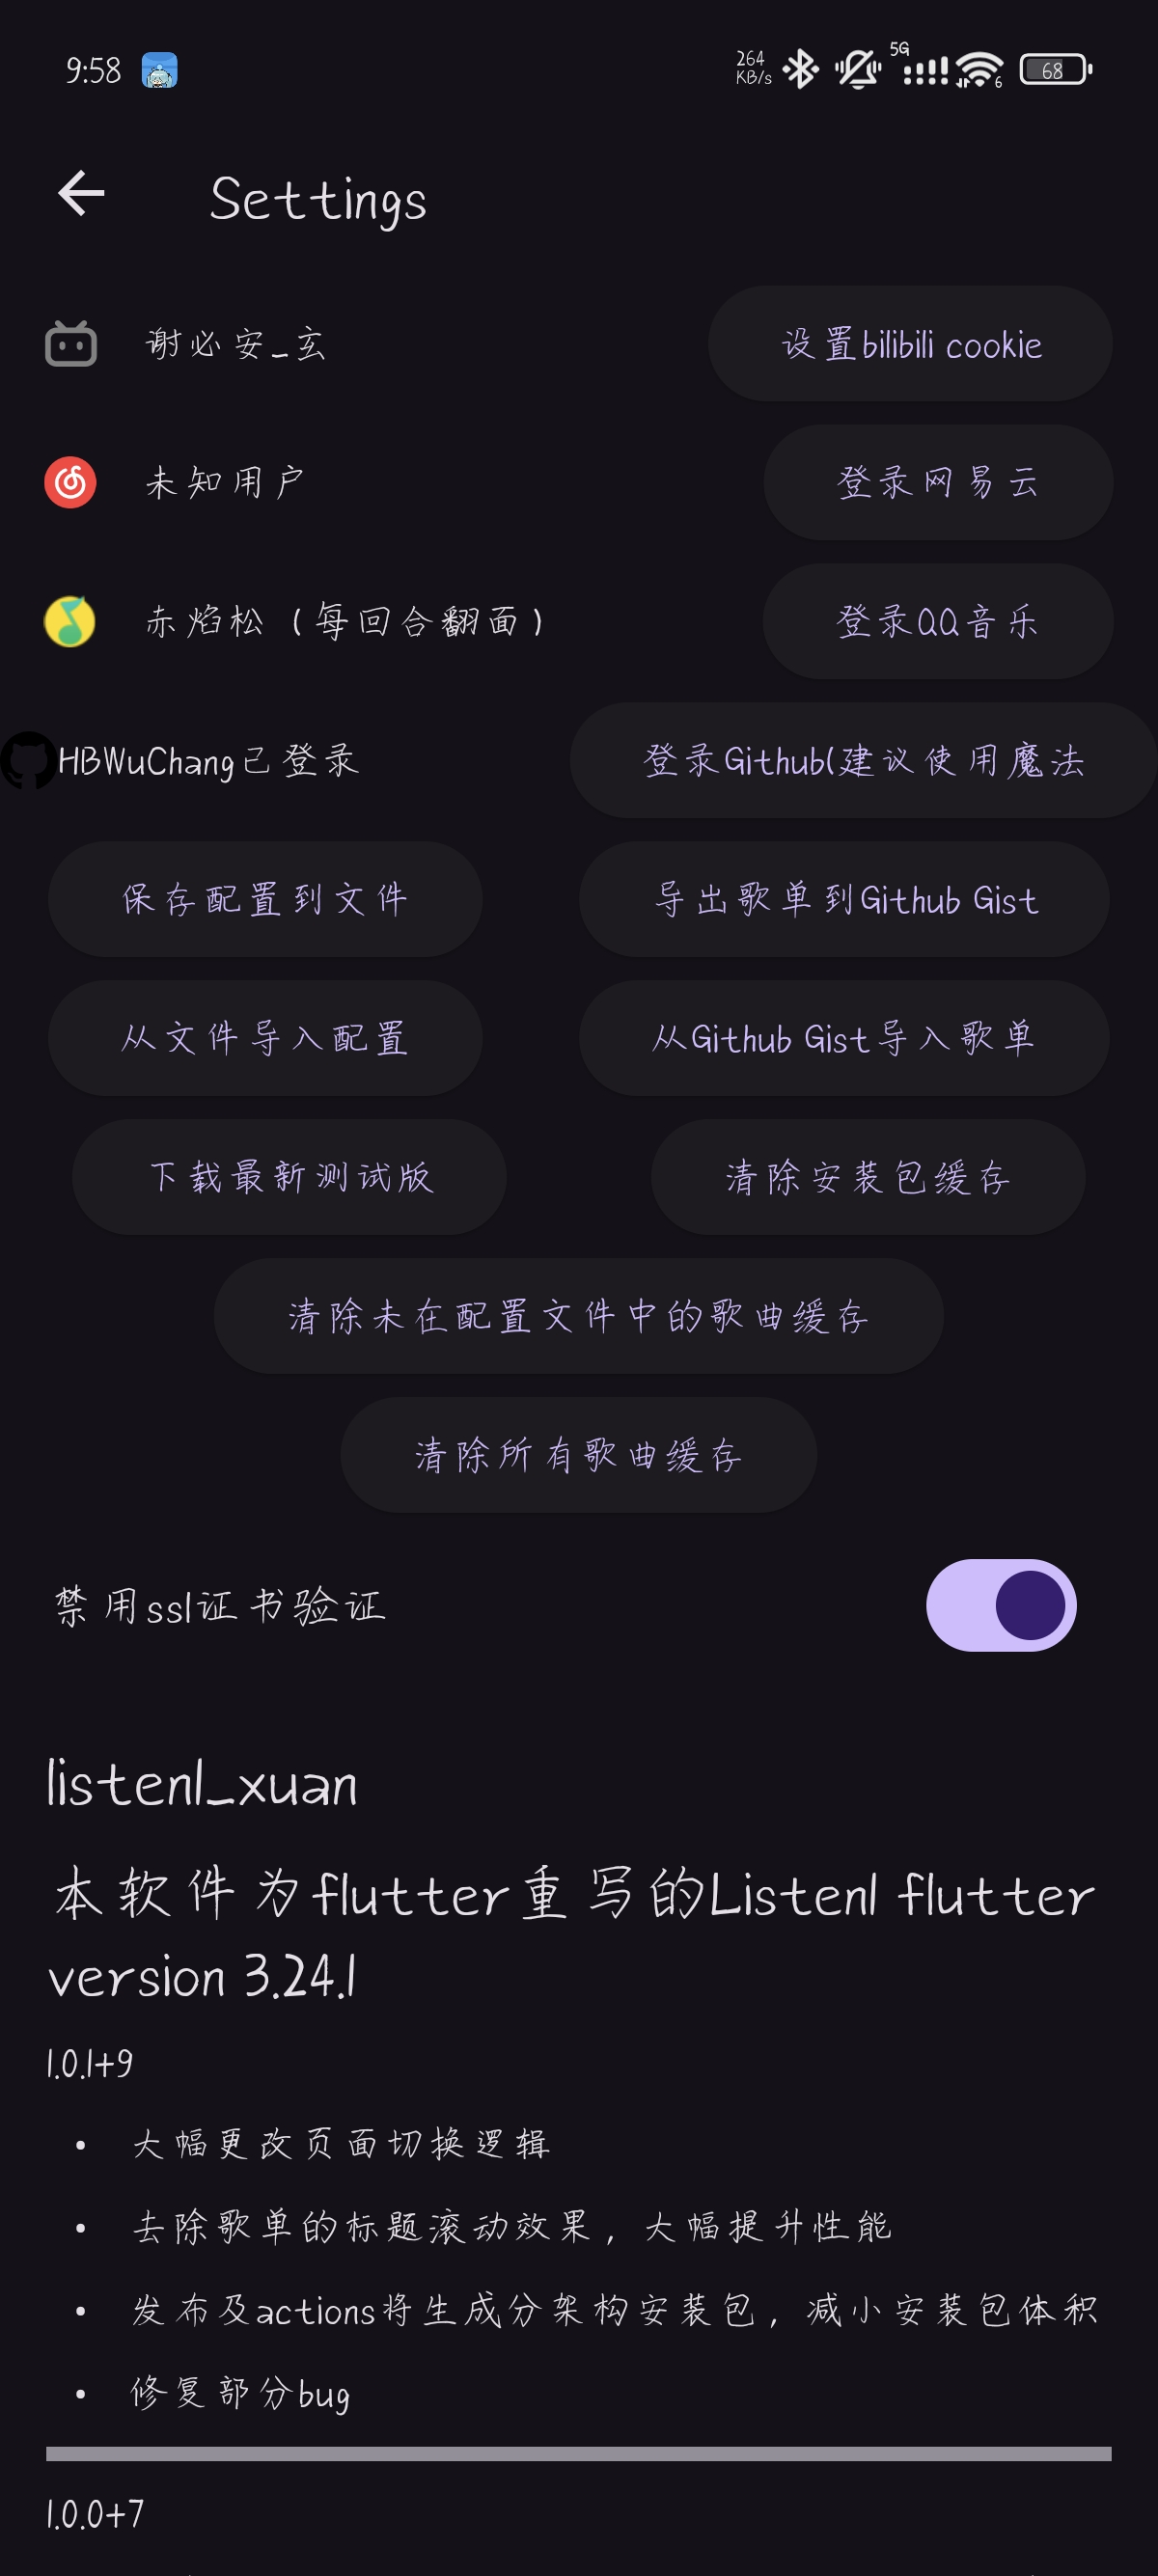 9:58
264
KB/s
5G
6
68
Settings
谢必安_玄
设置bilibili cookie
未知用户
登录网易云
赤焰松（每回合翻面）
登录QQ音乐
HBWuChang已登录
登录Github(建议使用魔法
保存配置到文件
导出歌单到Github Gist
从文件导入配置
从Github Gist导入歌单
下载最新测试版
清除安装包缓存
清除未在配置文件中的歌曲缓存
清除所有歌曲缓存
禁用ssl证书验证
listen1_xuan
本软件为flutter重写的Listen1 flutter
version 3.24.1
1.0.1+9
• 大幅更改页面切换逻辑
• 去除歌单的标题滚动效果，大幅提升性能
• 发布及actions将生成分架构安装包，减小安装包体积
• 修复部分bug
1.0.0+7